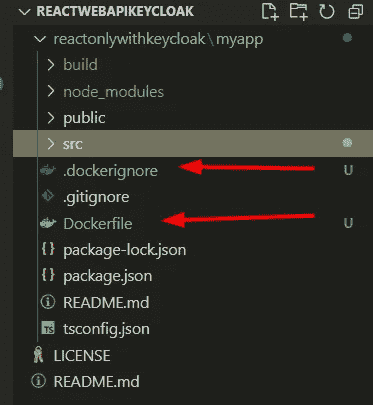 REACTWEBAPIKEYCLOAK
reactonlywithkeycloak\myapp
build
node_modules
public
src
.dockerignore U
.gitignore
Dockerfile U
package-lock.json
package.json
README.md
TS tsconfig.json
LICENSE
README.md